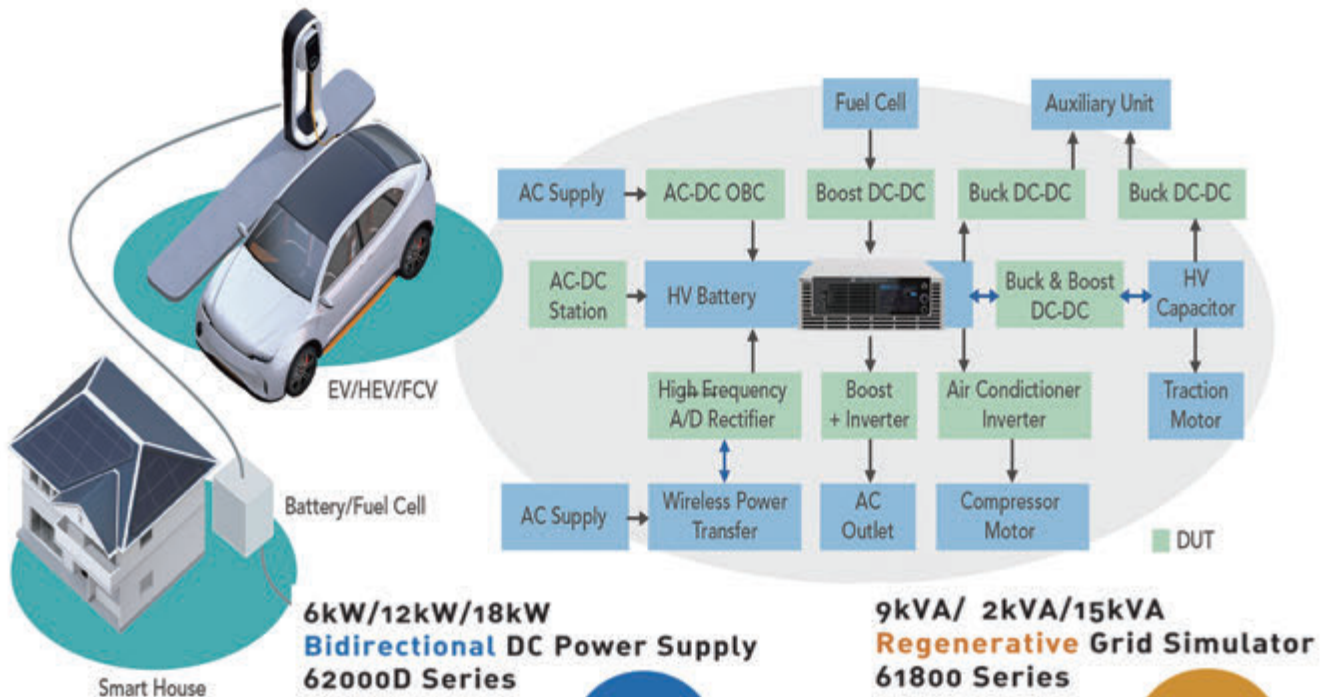 Fuel Cell
Auxiliary Unit
AC Supply
AC-DC OBC
Boost DC-DC
Buck DC-DC
Buck DC-DC
AC-DC
Station
HV Battery
Buck & Boost
DC-DC
HV
Capacitor
EV/HEV/FCV
High Frequency
A/D Rectifier
Boost
+ Inverter
Air Condictioner
Inverter
Traction
Motor
Battery/Fuel Cell
AC Supply
Wireless Power
Transfer
AC
Outlet
Compressor
Motor
DUT
Smart House
6kW/12kW/18kW
Bidirectional DC Power Supply
62000D Series
9kVA/ 2kVA/15kVA
Regenerative Grid Simulator
61800 Series